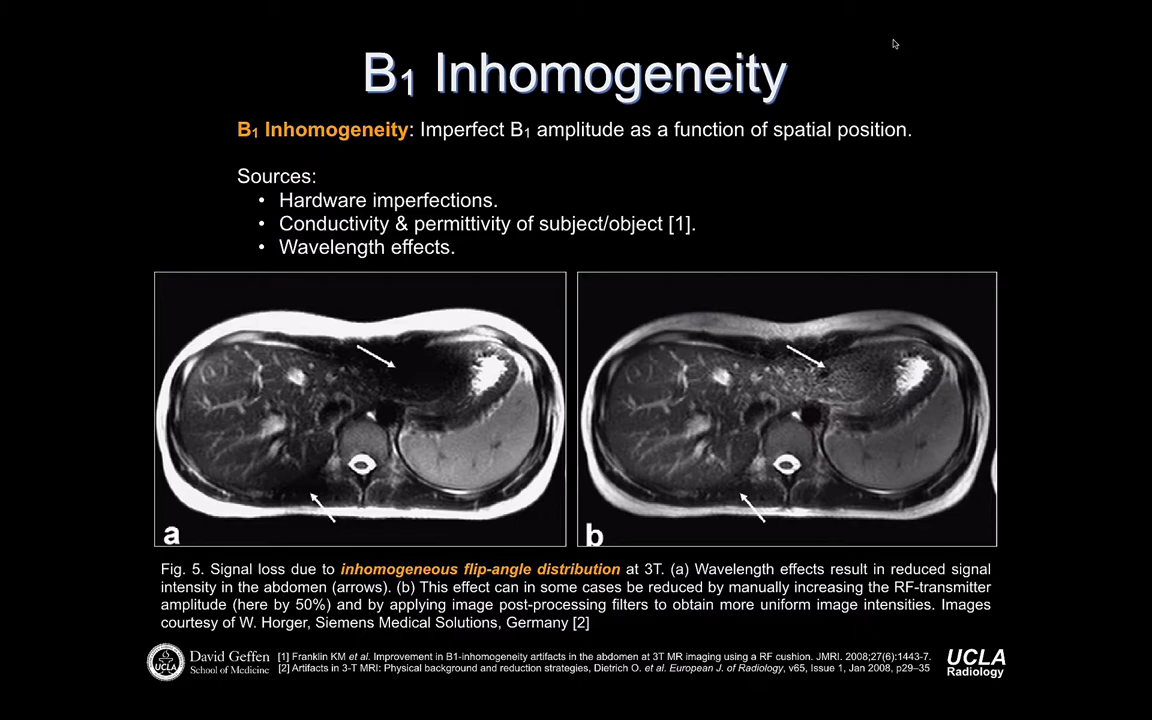 B₁ Inhomogeneity
B₁ Inhomogeneity: Imperfect B₁ amplitude as a function of spatial position.
Sources:
• Hardware imperfections.
• Conductivity & permittivity of subject/object [1].
• Wavelength effects.
a
b
Fig. 5. Signal loss due to inhomogeneous flip-angle distribution at 3T. (a) Wavelength effects result in reduced signal
intensity in the abdomen (arrows). (b) This effect can in some cases be reduced by manually increasing the RF-transmitter
amplitude (here by 50%) and by applying image post-processing filters to obtain more uniform image intensities. Images
courtesy of W. Horger, Siemens Medical Solutions, Germany [2]
UCLA
David Geffen
School of Medicine
[1] Franklin KM et al. Improvement in B1-inhomogeneity artifacts in the abdomen at 3T MR imaging using a RF cushion. JMRI. 2008;27(6):1443-7.
[2] Artifacts in 3-T MRI: Physical background and reduction strategies, Dietrich O. et al. European J. of Radiology, v65, Issue 1, Jan 2008, p29–35
UCLA
Radiology